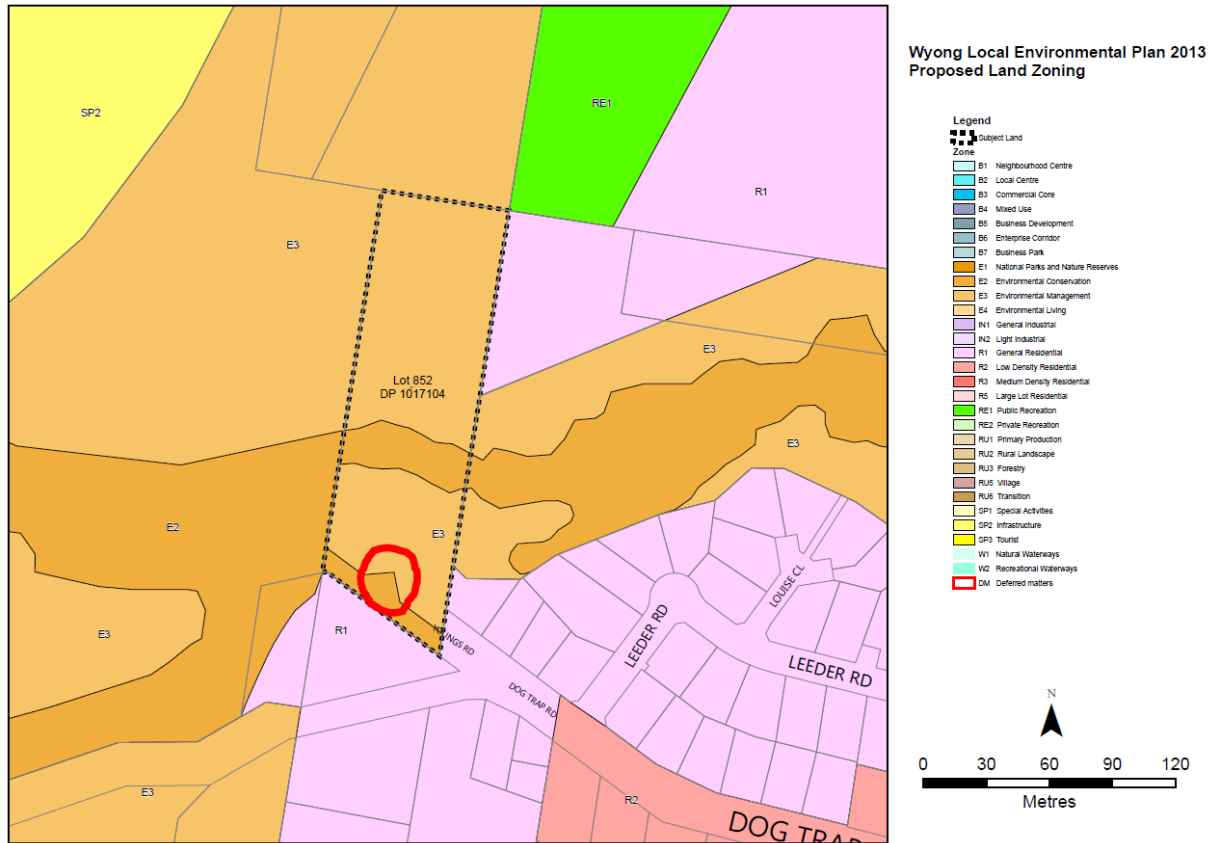 Wyong Local Environmental Plan 2013
Proposed Land Zoning
Legend
Subject Land
Zone
B1 Neighbourhood Centre
B2 Local Centre
B3 Commercial Core
B4 Mixed Use
B5 Business Development
B6 Enterprise Corridor
B7 Business Park
E1 National Parks and Nature Reserves
E2 Environmental Conservation
E3 Environmental Management
E4 Environmental Living
IN1 General Industrial
IN2 Light Industrial
R1 General Residential
R2 Low Density Residential
R3 Medium Density Residential
R5 Large Lot Residential
RE1 Public Recreation
RE2 Private Recreation
RU1 Primary Production
RU2 Rural Landscape
RU3 Forestry
RU5 Village
RU6 Transition
SP1 Special Activities
SP2 Infrastructure
SP3 Tourist
W1 Natural Waterways
W2 Recreational Waterways
DM Deferred matters
N
0 30 60 90 120
Metres
SP2
RE1
R1
E3
E3
Lot 852
DP 1017104
E3
E2
E3
E3
R1
LEEDER RD
LOUISE CL
LEEDER RD
DOG TRAP RD
E3
R2
DOG TRAP